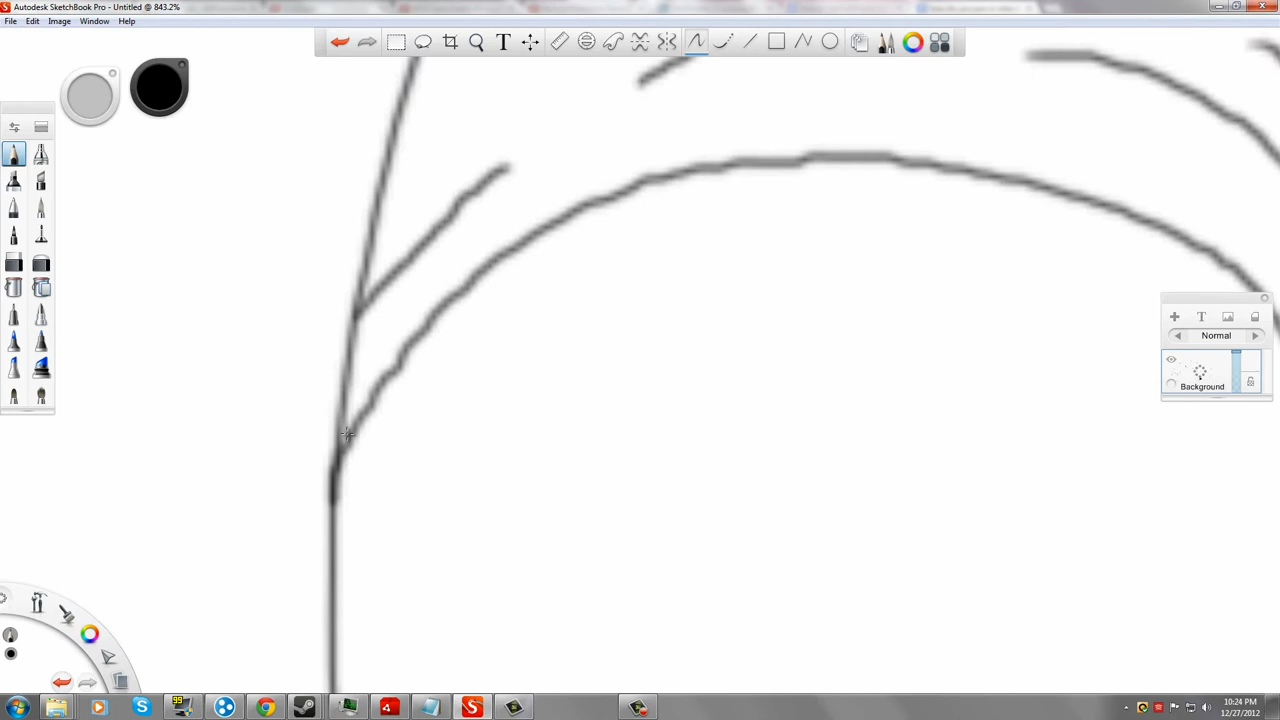 Autodesk SketchBook Pro - Untitled @ 843.2%
File Edit Image Window Help
T
T
Normal
Background
99
10:24 PM
12/27/2012